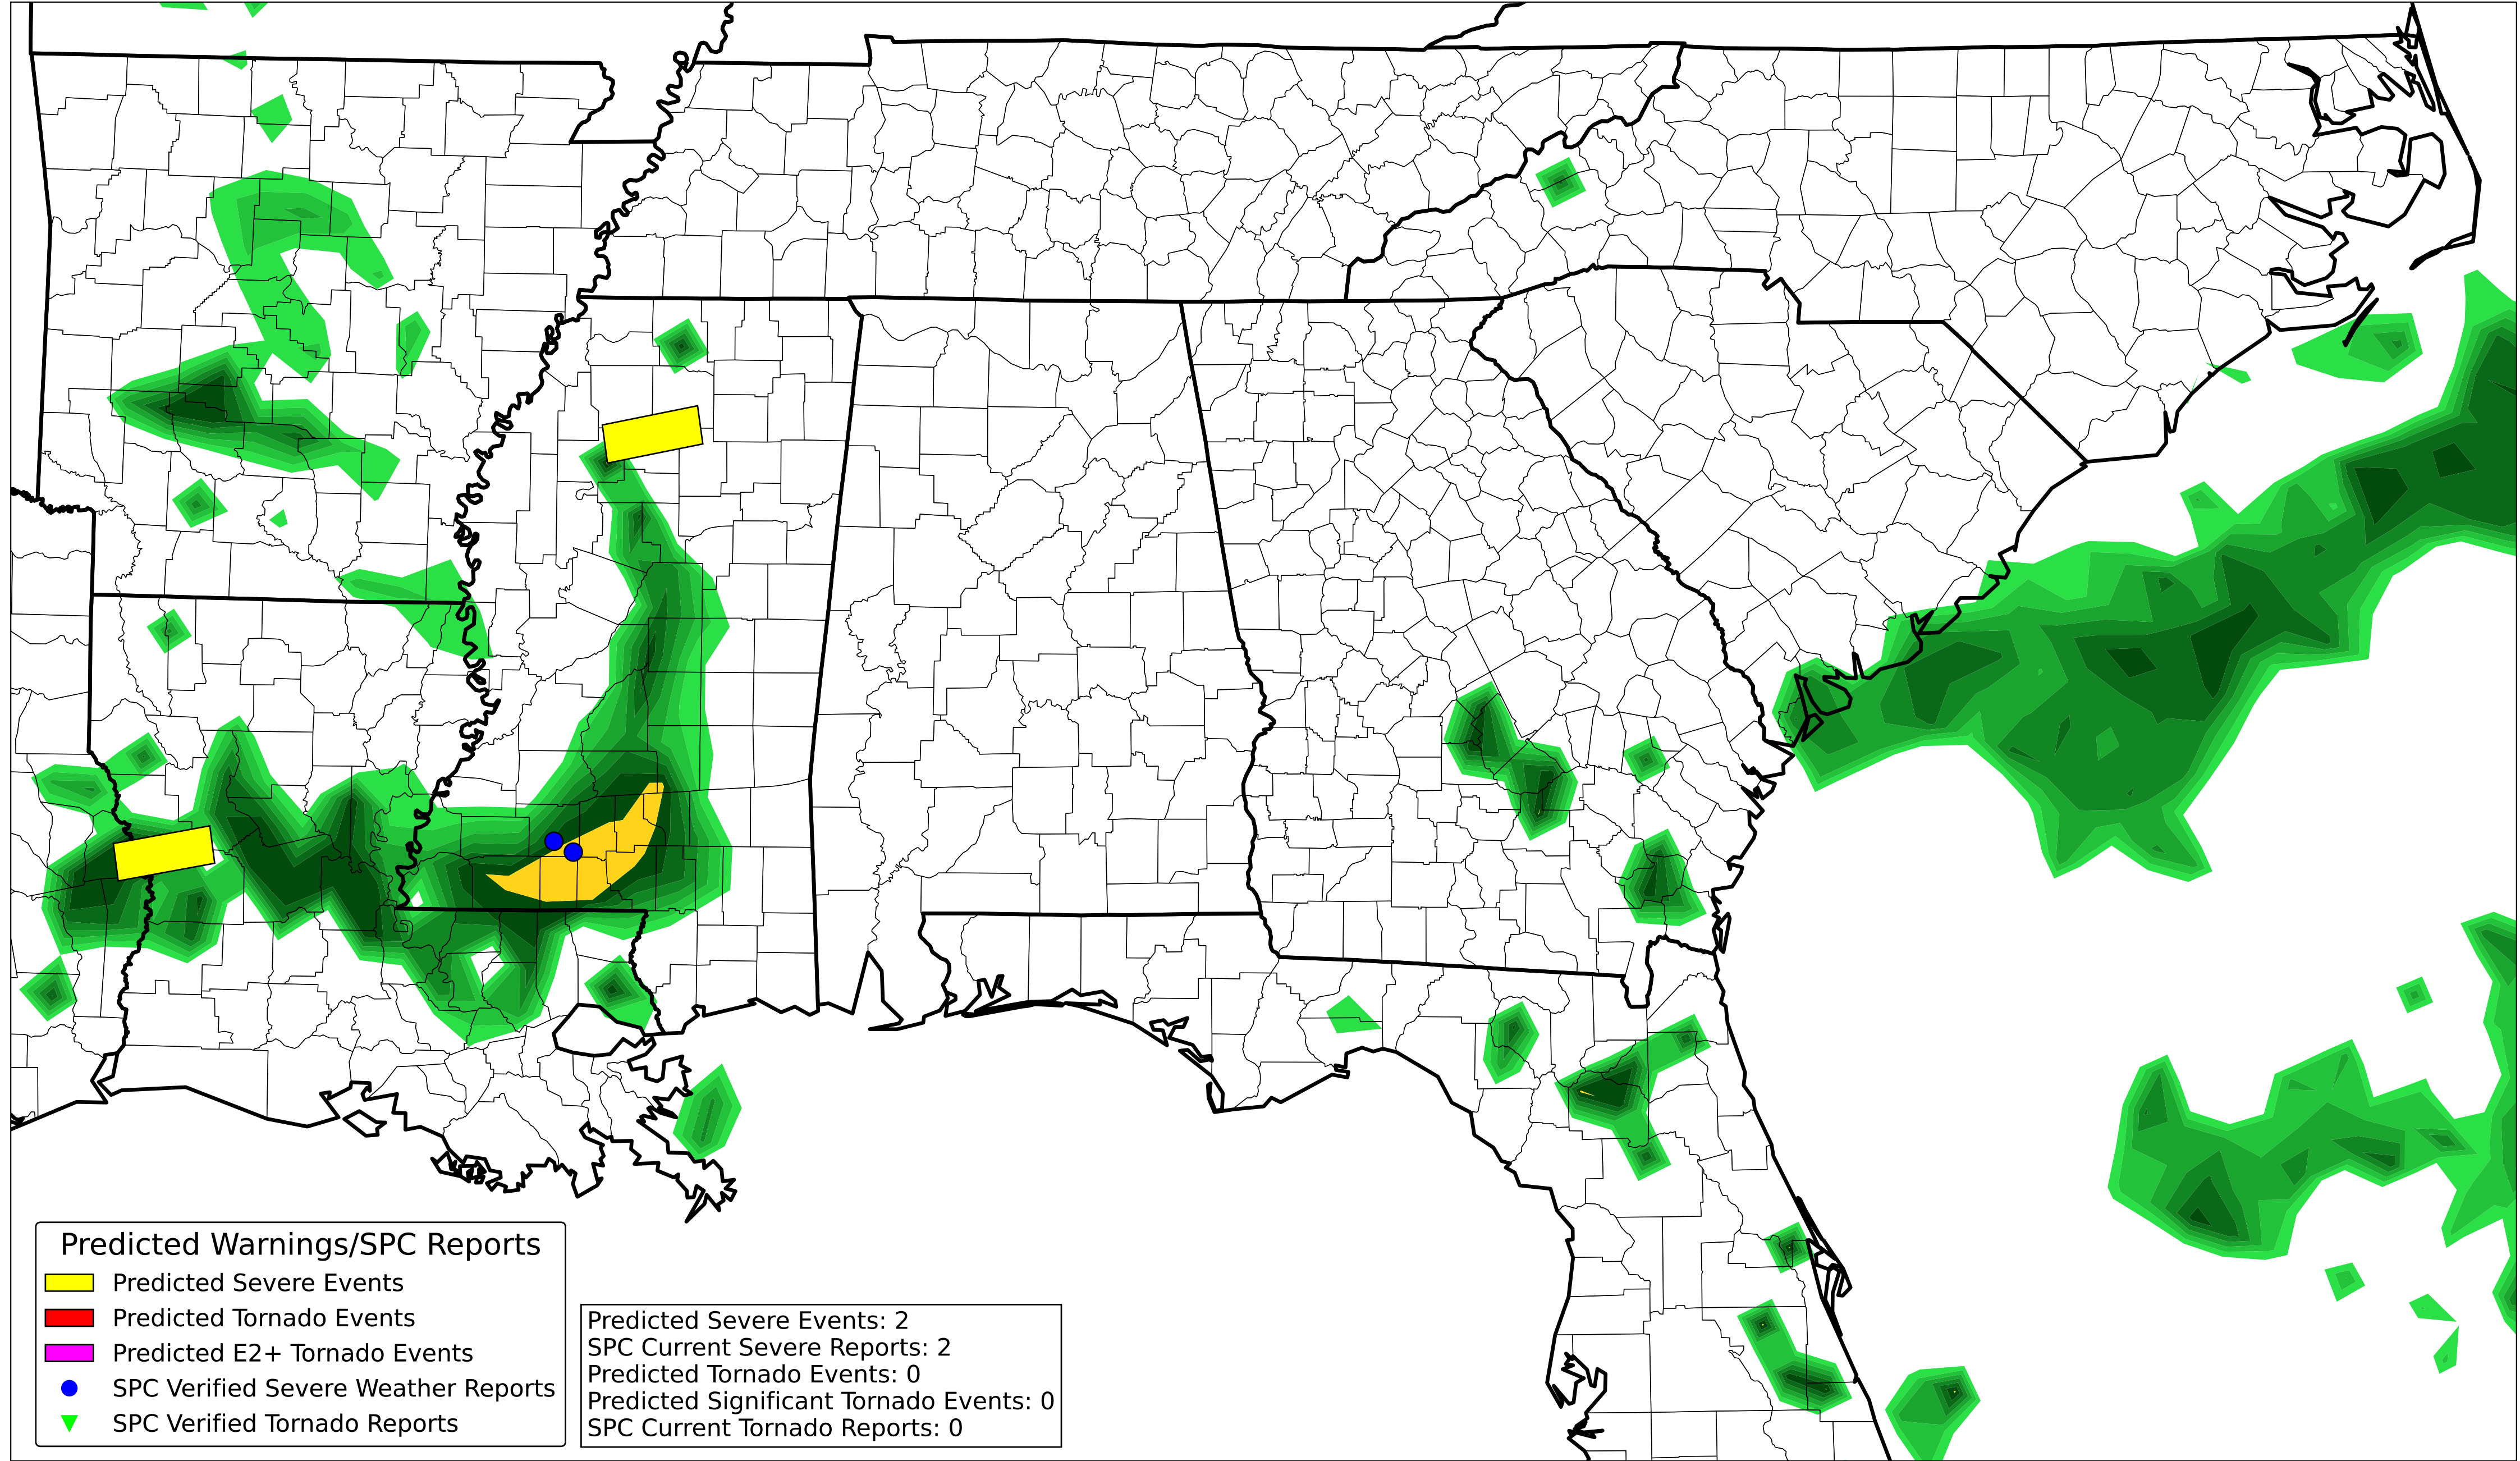 Predicted Warnings/SPC Reports
Predicted Severe Events
Predicted Tornado Events
Predicted E2+ Tornado Events
SPC Verified Severe Weather Reports
SPC Verified Tornado Reports
Predicted Severe Events: 2
SPC Current Severe Reports: 2
Predicted Tornado Events: 0
Predicted Significant Tornado Events: 0
SPC Current Tornado Reports: 0